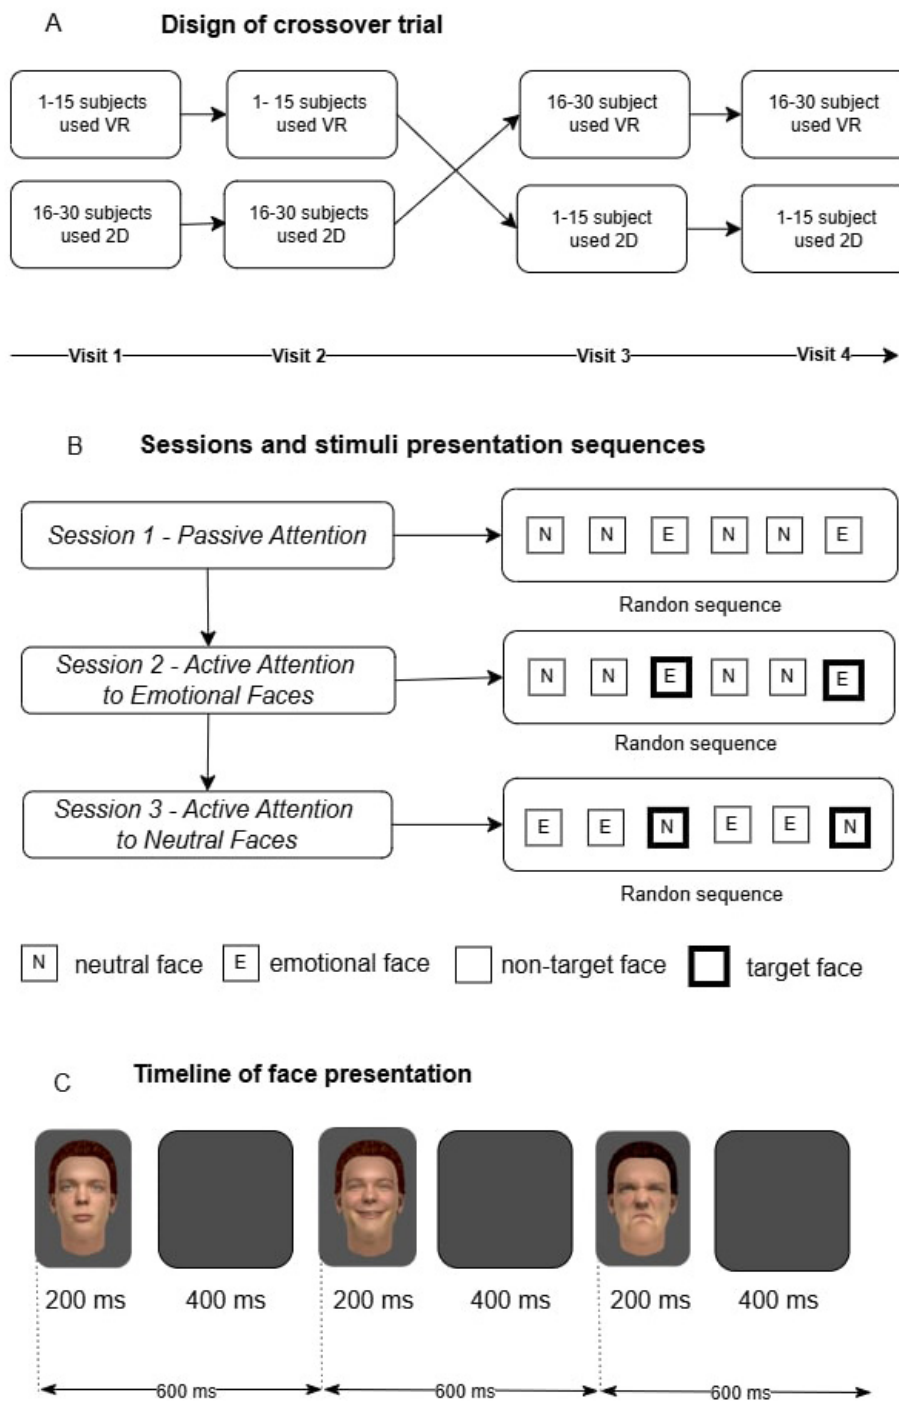 A Disign of crossover trial
1-15 subjects
used VR
1- 15 subjects
used VR
16-30 subject
used VR
16-30 subject
used VR
16-30 subjects
used 2D
16-30 subjects
used 2D
1-15 subject
used 2D
1-15 subject
used 2D
Visit 1 Visit 2 Visit 3 Visit 4
B Sessions and stimuli presentation sequences
Session 1 - Passive Attention
N N E N N E
Randon sequence
Session 2 - Active Attention
to Emotional Faces
N N E N N E
Randon sequence
Session 3 - Active Attention
to Neutral Faces
E E N E E N
Randon sequence
N neutral face E emotional face non-target face target face
C Timeline of face presentation
200 ms 400 ms 200 ms 400 ms 200 ms 400 ms
600 ms 600 ms 600 ms